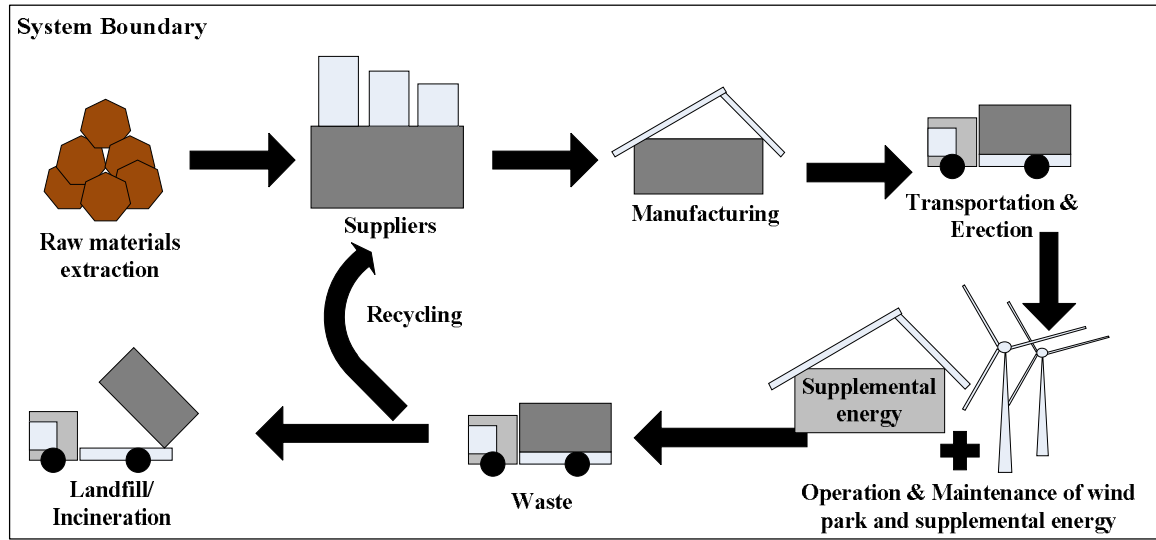 System Boundary
Raw materials
extraction
Suppliers
Manufacturing
Transportation &
Erection
Recycling
Supplemental
energy
Operation & Maintenance of wind
park and supplemental energy
Waste
Landfill/
Incineration